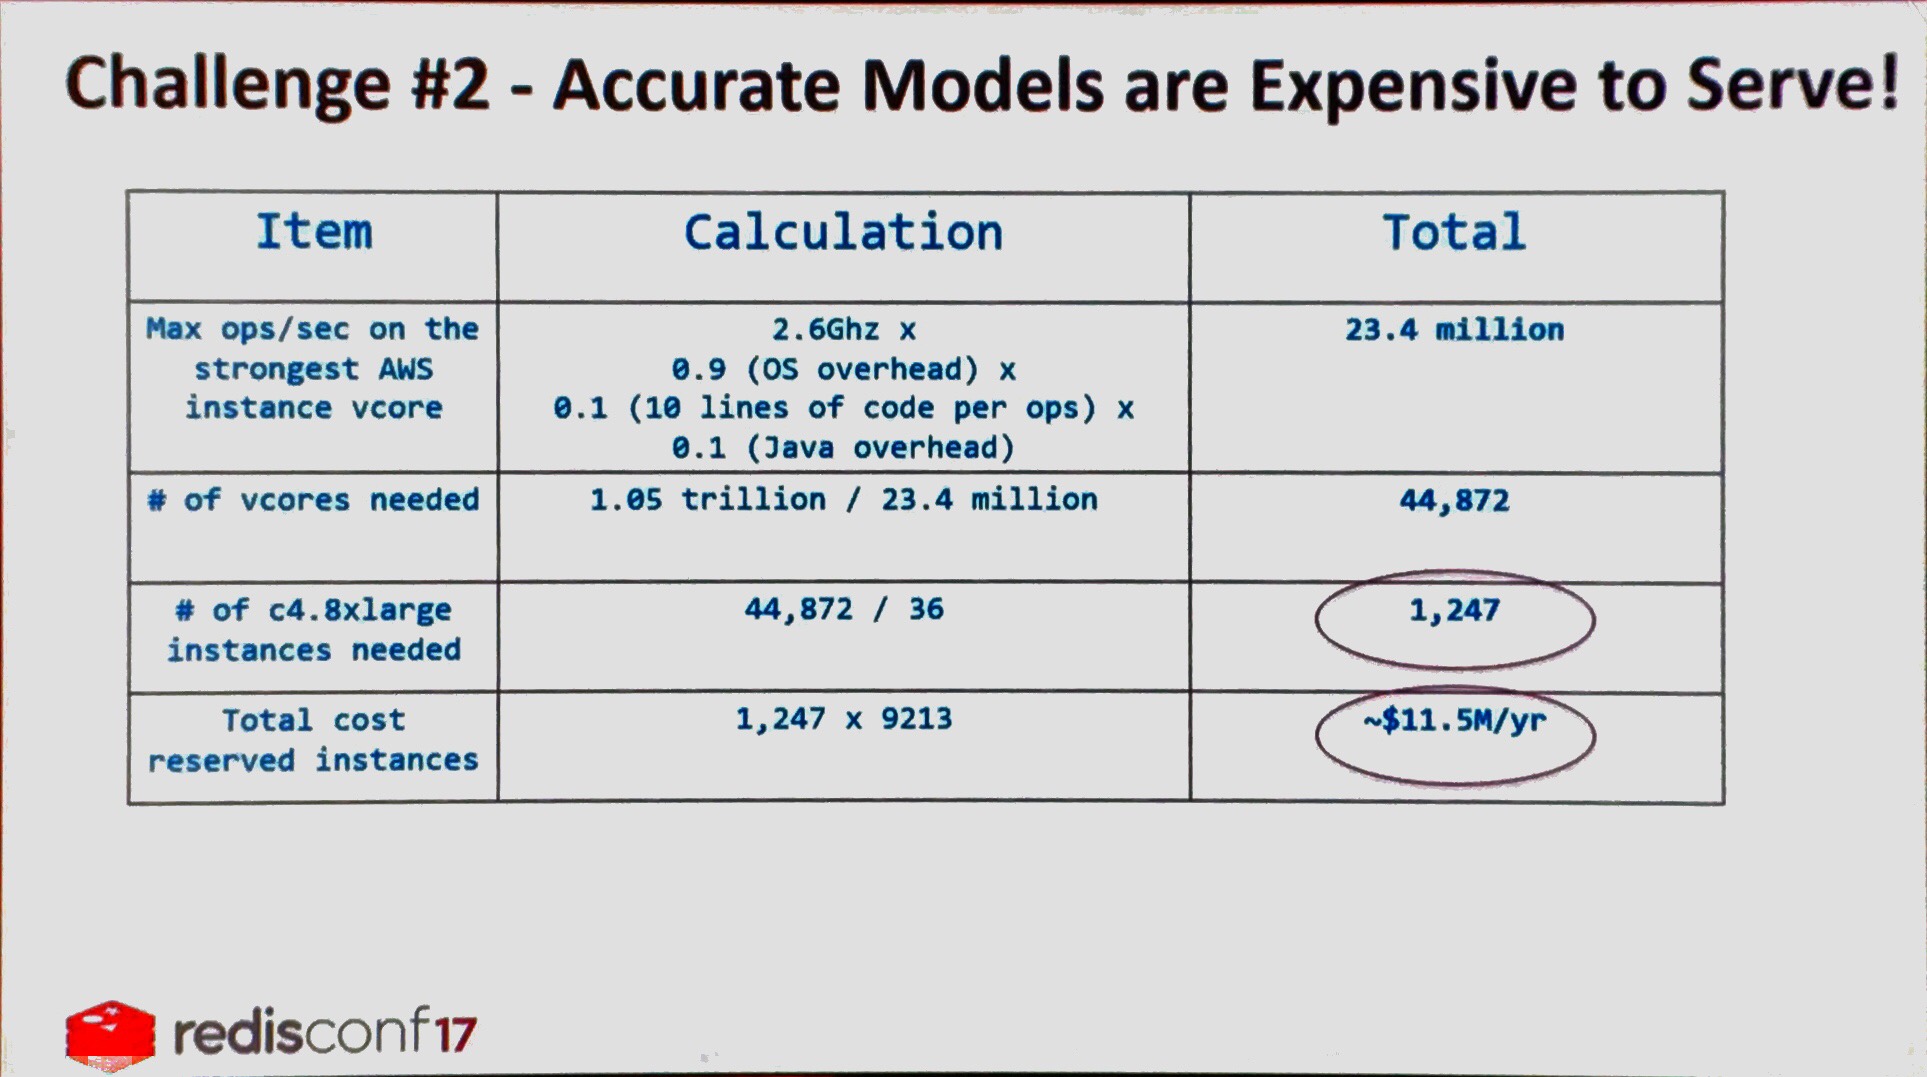 Challenge #2 - Accurate Models are Expensive to Serve!
Item
Calculation
Total
Max ops/sec on the
strongest AWS
instance vcore
2.6Ghz x
0.9 (OS overhead) x
0.1 (10 lines of code per ops) x
0.1 (Java overhead)
23.4 million
# of vcores needed
1.05 trillion / 23.4 million
44,872
# of c4.8xlarge
instances needed
44,872 / 36
1,247
Total cost
reserved instances
1,247 x 9213
~$11.5M/yr
redisconf17